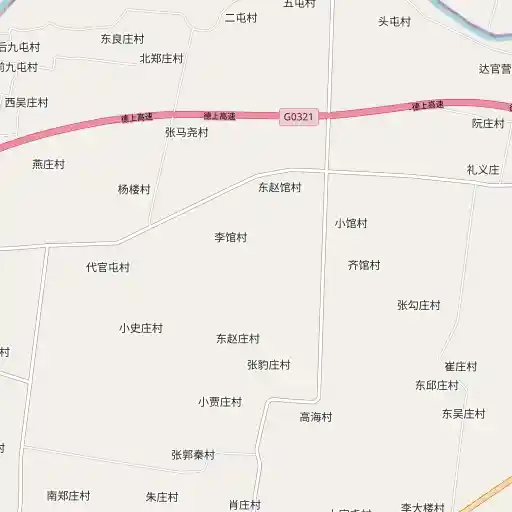 五屯村
二屯村
头屯村
东良庄村
后九屯村
北郑庄村
前九屯村
达官营
西吴庄村
德上高速
德上高速
G0321
德上高速
阮庄村
张马尧村
燕庄村
礼义庄
杨楼村
东赵馆村
小馆村
李馆村
代官屯村
齐馆村
张勾庄村
小史庄村
东赵庄村
村
张豹庄村
崔庄村
东邱庄村
小贾庄村
东吴庄村
高海村
村
张郭秦村
南郑庄村
朱庄村
肖庄村
李大楼村